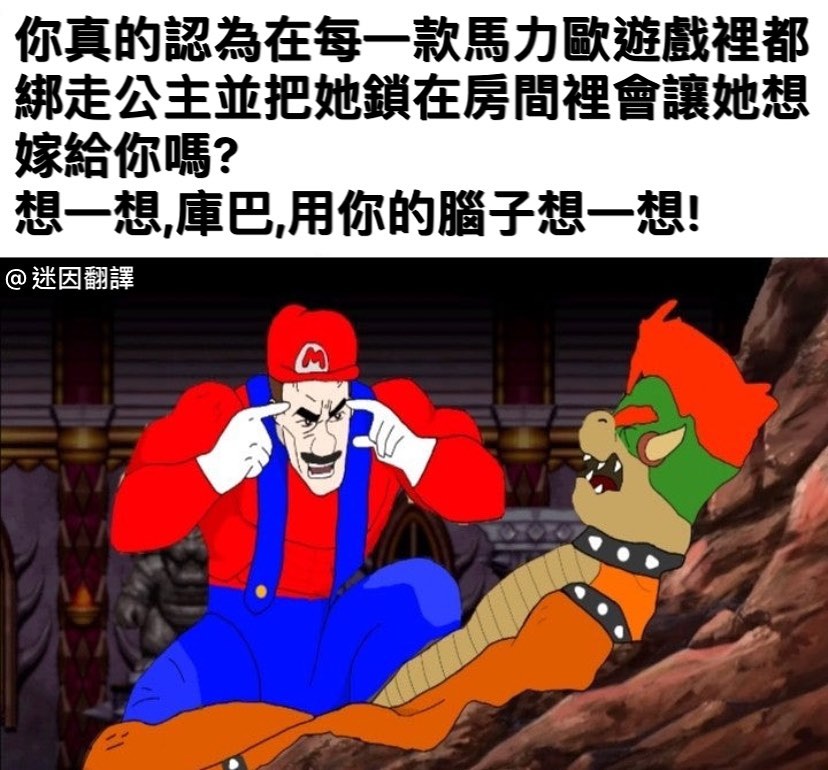 你真的認為在每一款馬力歐遊戲裡都
綁走公主並把她鎖在房間裡會讓她想
嫁給你嗎?
想一想,庫巴,用你的腦子想一想!
@迷因翻譯
M